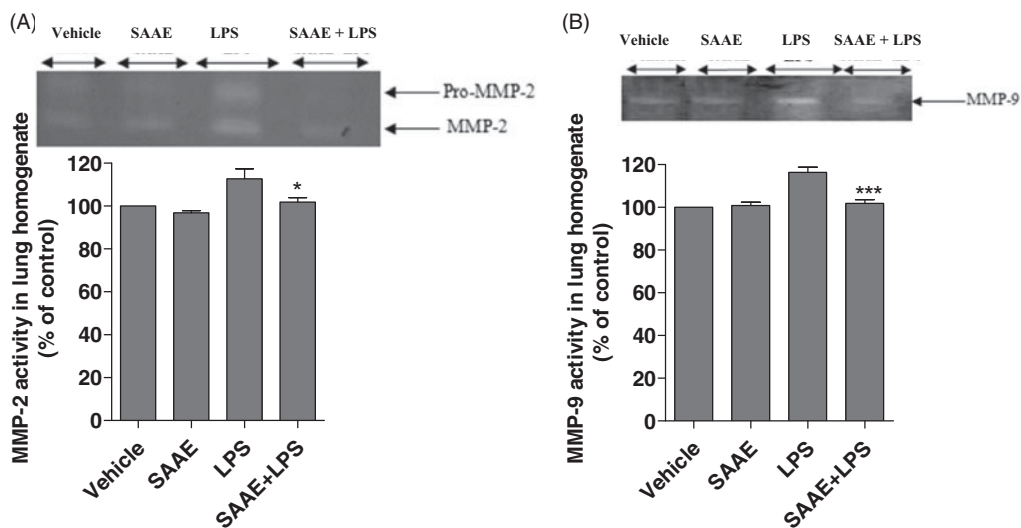 (A)
Vehicle SAAE LPS SAAE + LPS
Pro-MMP-2
MMP-2
MMP-2 activity in lung homogenate
(% of control)
120
100
80
60
40
20
0
*
Vehicle
SAAE
LPS
SAAE+LPS
(B)
Vehicle SAAE LPS SAAE + LPS
MMP-9
MMP-9 activity in lung homogenate
(% of control)
120
100
80
60
40
20
0
***
Vehicle
SAAE
LPS
SAAE+LPS